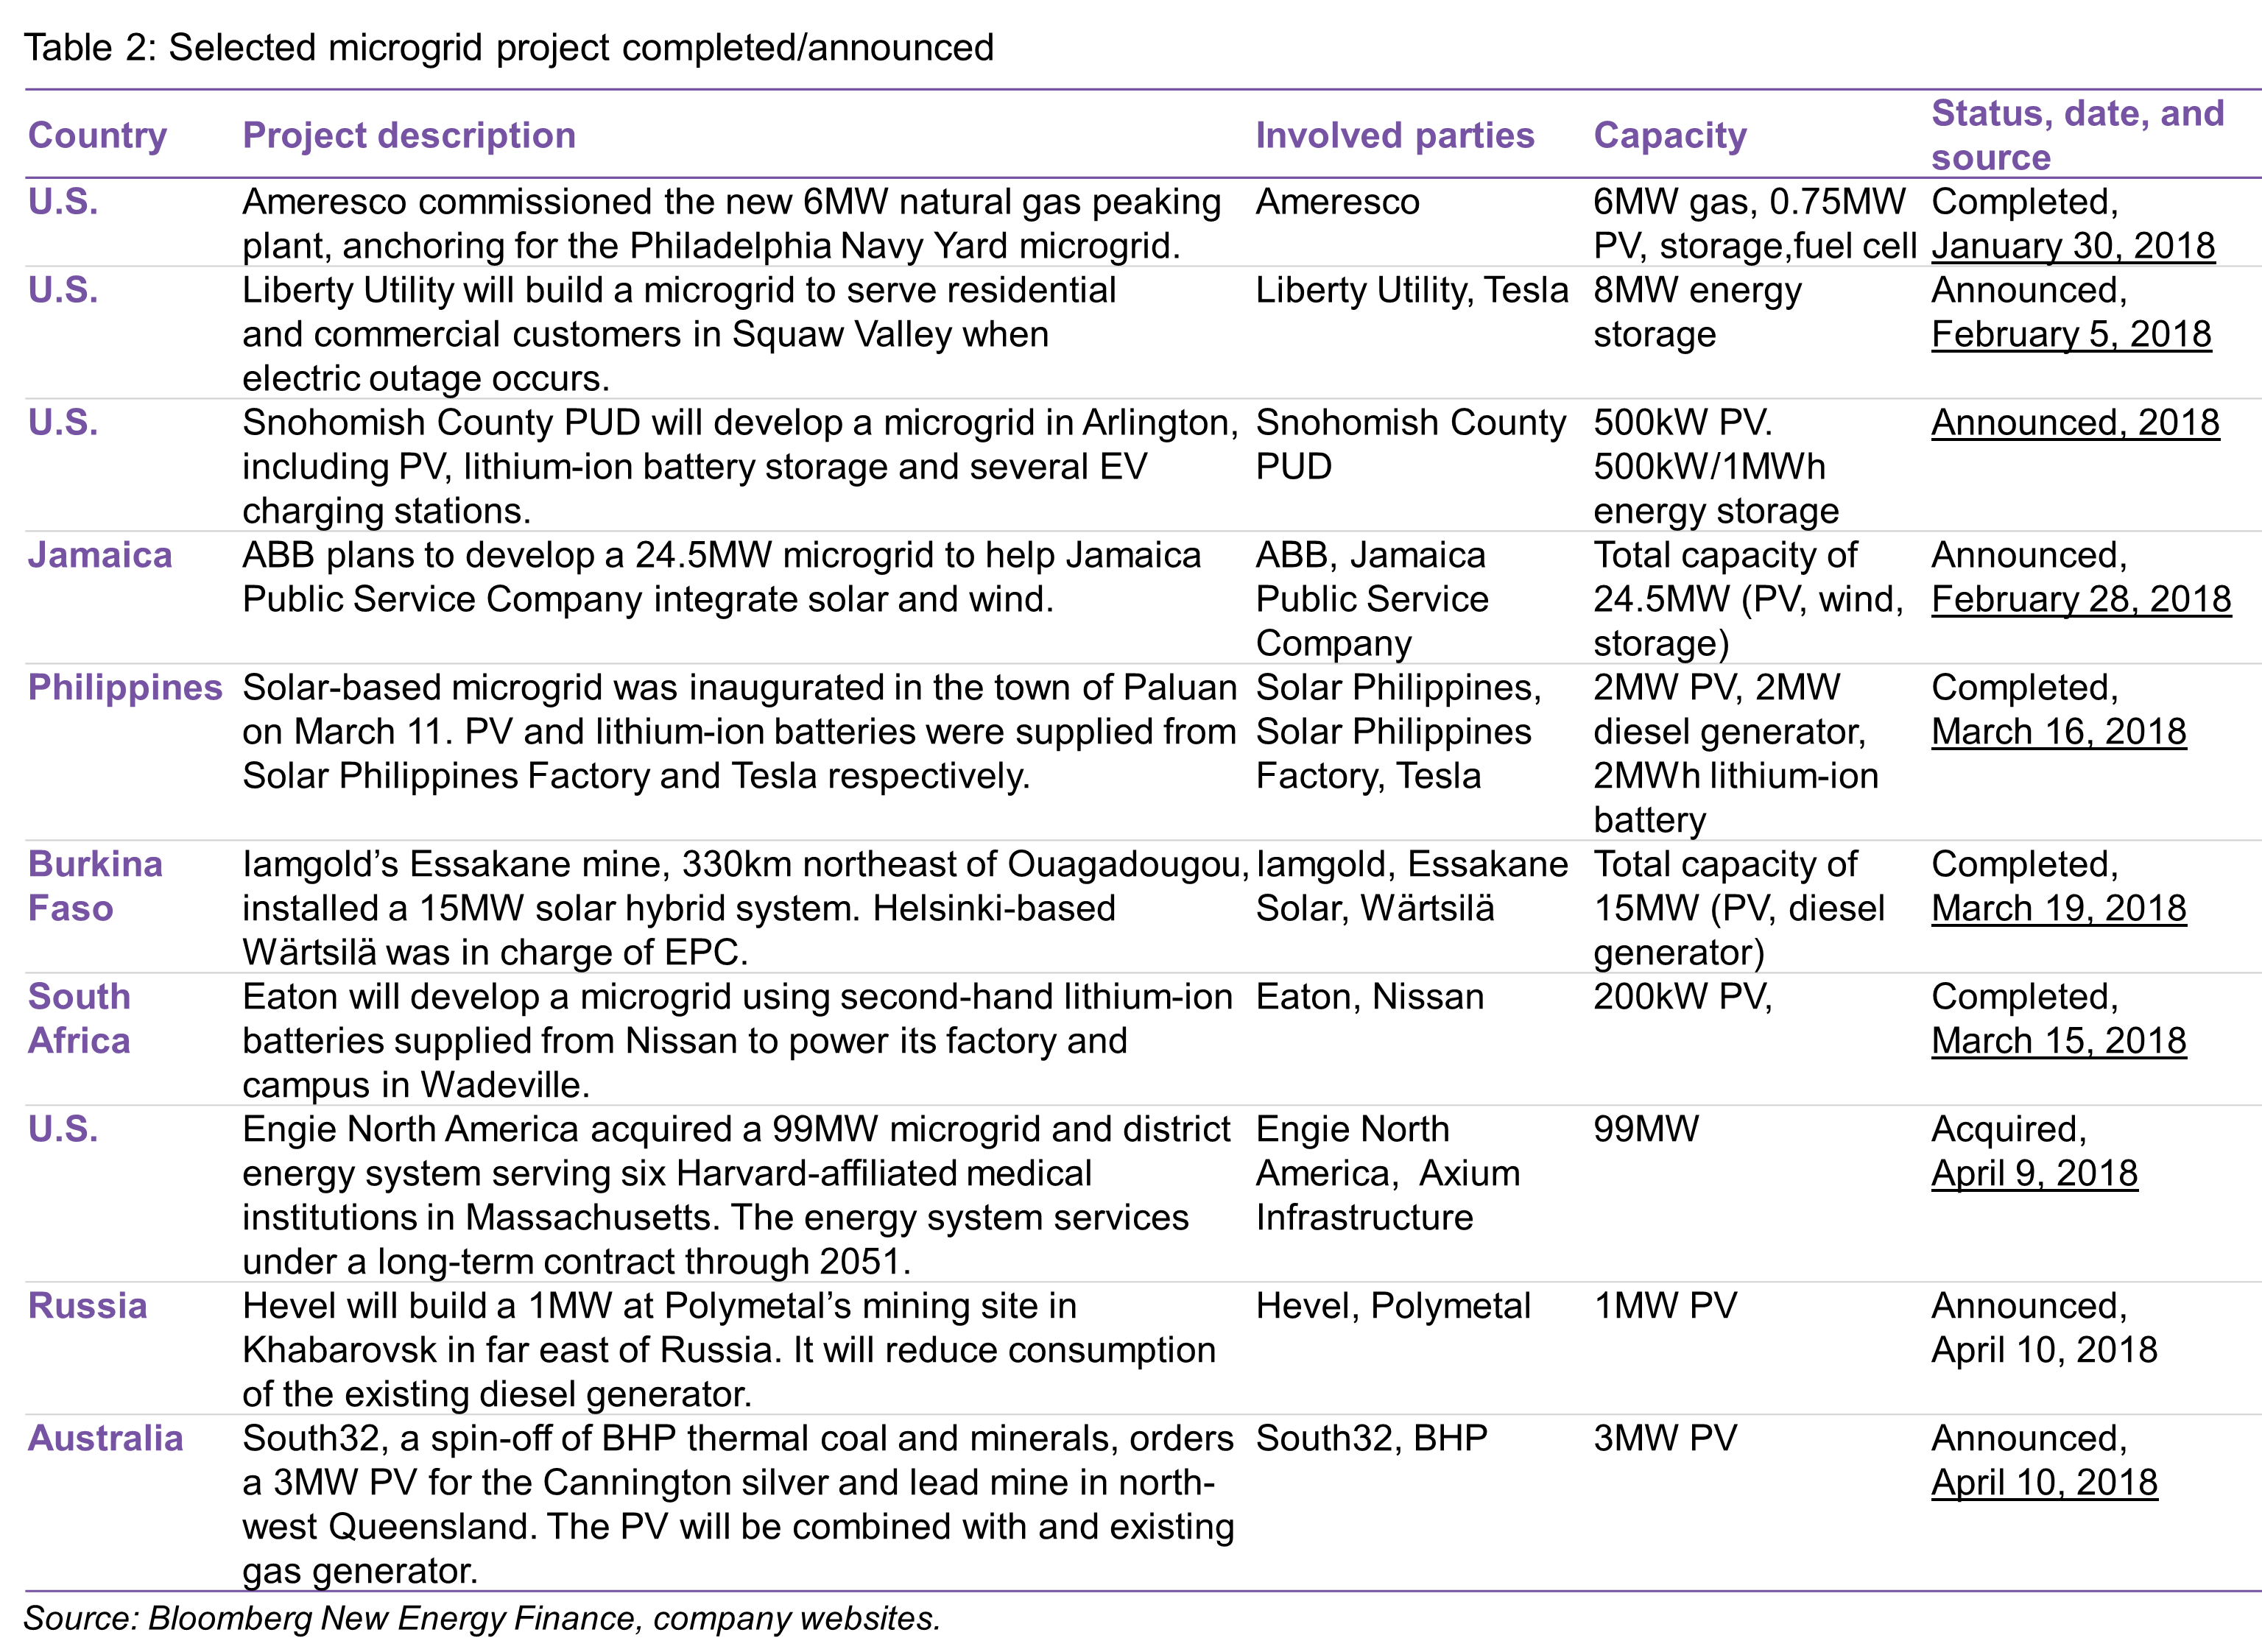 Table 2: Selected microgrid project completed/announced
Country Project description Involved parties Capacity Status, date, and source
U.S. Ameresco commissioned the new 6MW natural gas peaking Ameresco 6MW gas, 0.75MW Completed,
plant, anchoring for the Philadelphia Navy Yard microgrid. PV, storage,fuel cell January 30, 2018
U.S. Liberty Utility will build a microgrid to serve residential Liberty Utility, Tesla 8MW energy Announced,
and commercial customers in Squaw Valley when storage February 5, 2018
electric outage occurs.
U.S. Snohomish County PUD will develop a microgrid in Arlington, Snohomish County 500kW PV. Announced, 2018
including PV, lithium-ion battery storage and several EV PUD 500kW/1MWh
charging stations. energy storage
Jamaica ABB plans to develop a 24.5MW microgrid to help Jamaica ABB, Jamaica Total capacity of Announced,
Public Service Company integrate solar and wind. Public Service 24.5MW (PV, wind, February 28, 2018
Company storage)
Philippines Solar-based microgrid was inaugurated in the town of Paluan Solar Philippines, 2MW PV, 2MW Completed,
on March 11. PV and lithium-ion batteries were supplied from Solar Philippines diesel generator, March 16, 2018
Solar Philippines Factory and Tesla respectively. Factory, Tesla 2MWh lithium-ion
battery
Burkina Iamgold’s Essakane mine, 330km northeast of Ouagadougou, Iamgold, Essakane Total capacity of Completed,
Faso installed a 15MW solar hybrid system. Helsinki-based Solar, Wärtsilä 15MW (PV, diesel March 19, 2018
Wärtsilä was in charge of EPC. generator)
South Eaton will develop a microgrid using second-hand lithium-ion Eaton, Nissan 200kW PV, Completed,
Africa batteries supplied from Nissan to power its factory and March 15, 2018
campus in Wadeville.
U.S. Engie North America acquired a 99MW microgrid and district Engie North 99MW Acquired,
energy system serving six Harvard-affiliated medical America, Axium April 9, 2018
institutions in Massachusetts. The energy system services Infrastructure
under a long-term contract through 2051.
Russia Hevel will build a 1MW at Polymetal’s mining site in Hevel, Polymetal 1MW PV Announced,
Khabarovsk in far east of Russia. It will reduce consumption April 10, 2018
of the existing diesel generator.
Australia South32, a spin-off of BHP thermal coal and minerals, orders South32, BHP 3MW PV Announced,
a 3MW PV for the Cannington silver and lead mine in north- April 10, 2018
west Queensland. The PV will be combined with and existing
gas generator.
Source: Bloomberg New Energy Finance, company websites.